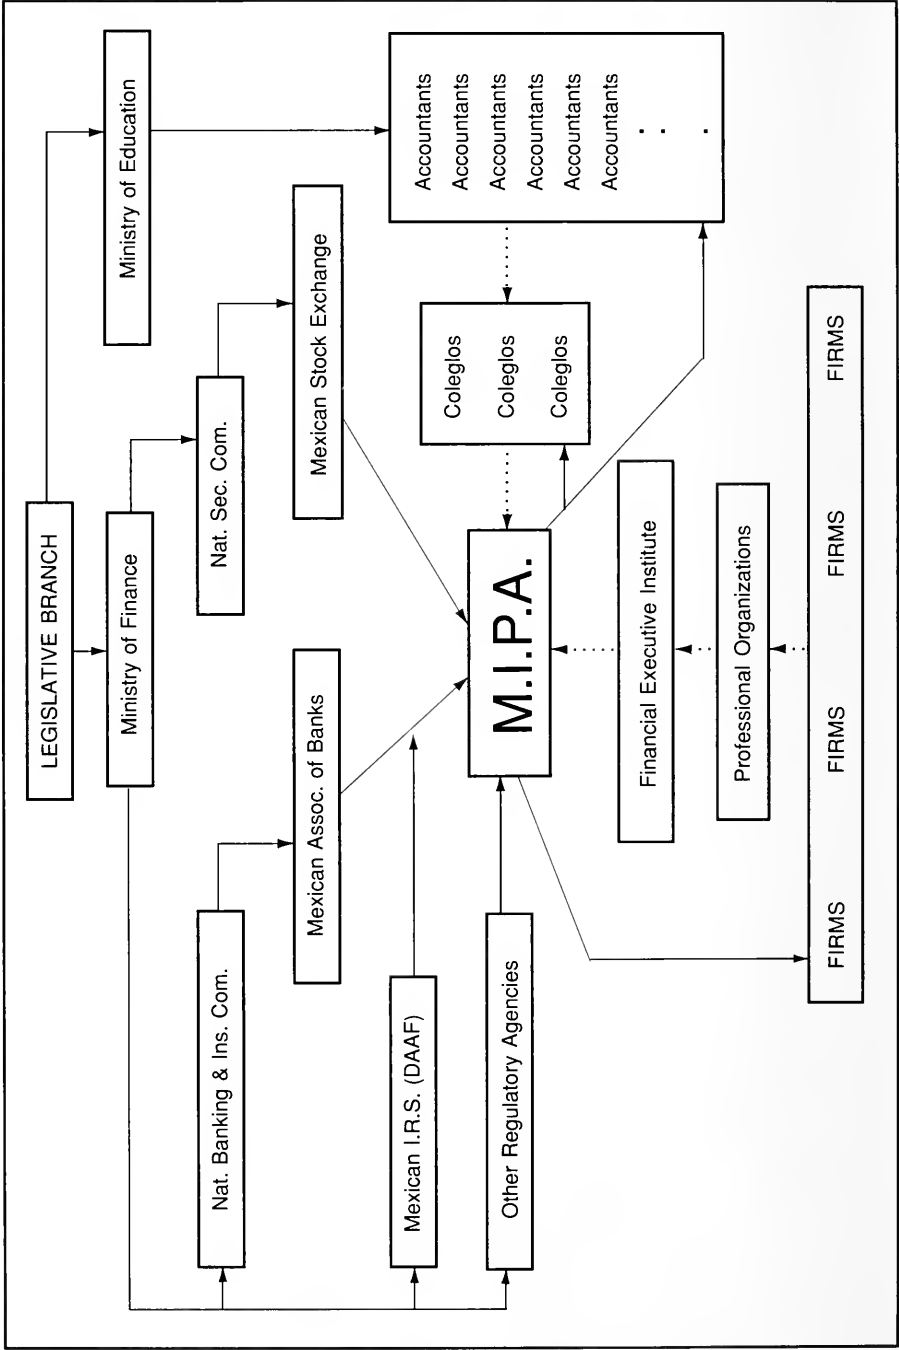 LEGISLATIVE BRANCH
Ministry of Finance
Ministry of Education
Nat. Banking & Ins. Com.
Nat. Sec. Com.
Mexican Assoc. of Banks
Mexican Stock Exchange
Mexican I.R.S. (DAAF)
Other Regulatory Agencies
M.I.P.A.
Coleglos
Coleglos
Coleglos
Accountants
Accountants
Accountants
Accountants
Accountants
Accountants
.
.
.
Financial Executive Institute
Professional Organizations
FIRMS FIRMS FIRMS FIRMS